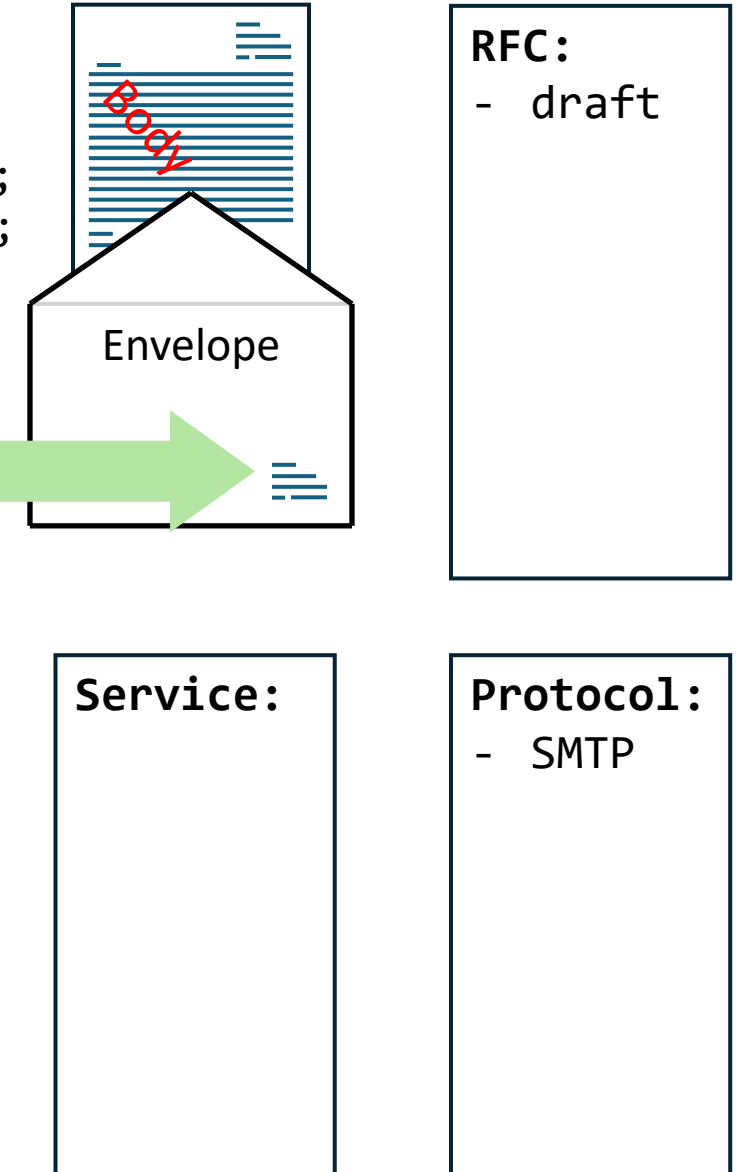 RFC:
- draft
Body
;
;
Envelope
Service:
Protocol:
- SMTP